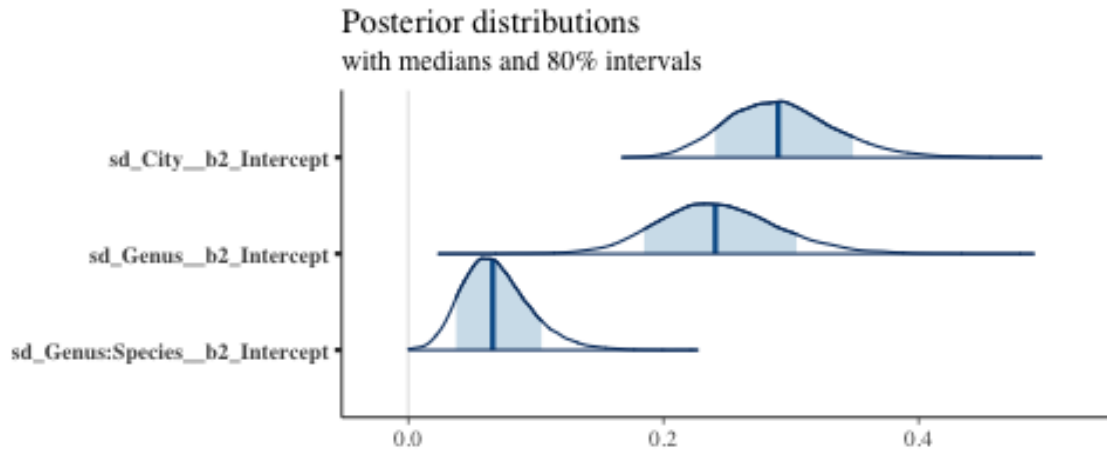 Posterior distributions
with medians and 80% intervals
sd_City__b2_Intercept
sd_Genus__b2_Intercept
sd_Genus:Species__b2_Intercept
0.0 0.2 0.4